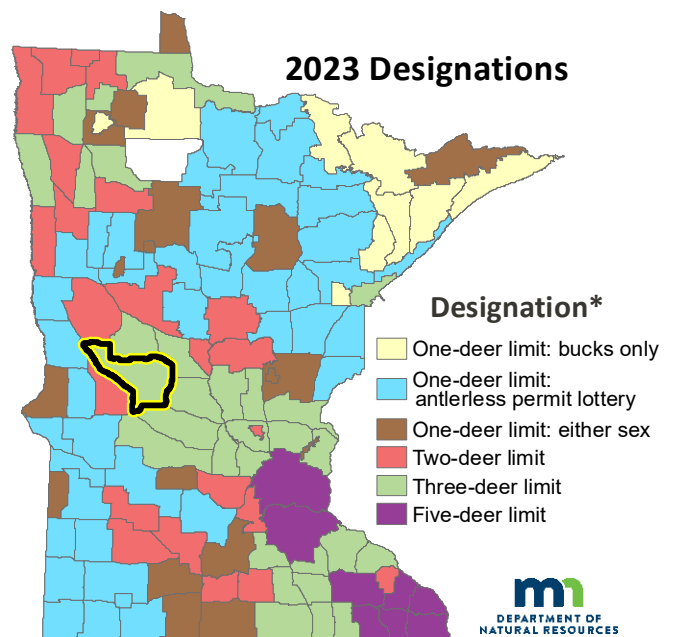 2023 Designations
Designation*
One-deer limit: bucks only
One-deer limit:
antlerless permit lottery
One-deer limit: either sex
Two-deer limit
Three-deer limit
Five-deer limit
mn
DEPARTMENT OF
NATURAL RESOURCES